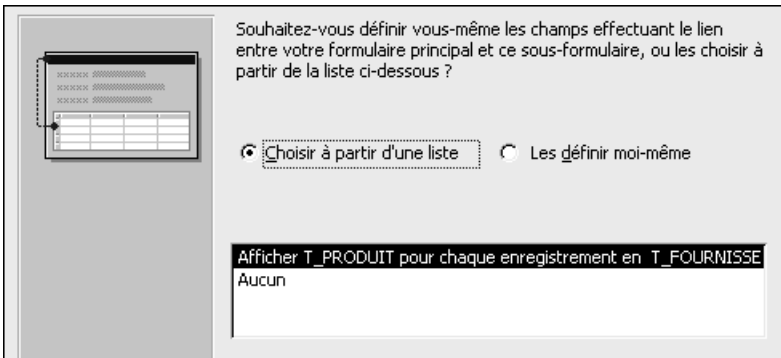 Souhaitez-vous définir vous-même les champs effectuant le lien
entre votre formulaire principal et ce sous-formulaire, ou les choisir à
partir de la liste ci-dessous ?
Choisir à partir d'une liste Les définir moi-même
Afficher T_PRODUIT pour chaque enregistrement en T_FOURNISSE
Aucun